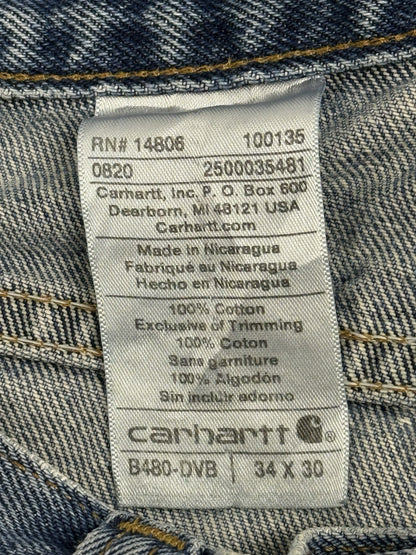 RN# 14806 100135
0820 2500035481
Carhartt, Inc. P. O. Box 600
Dearborn, MI 48121 USA
Carhartt.com
Made in Nicaragua
Fabriqué au Nicaragua
Hecho en Nicaragua
100% Cotton
Exclusive of Trimming
100% Coton
Sans garniture
100% Algodón
Sin incluir adorno
carhartt®
B480-DVB 34 X 30